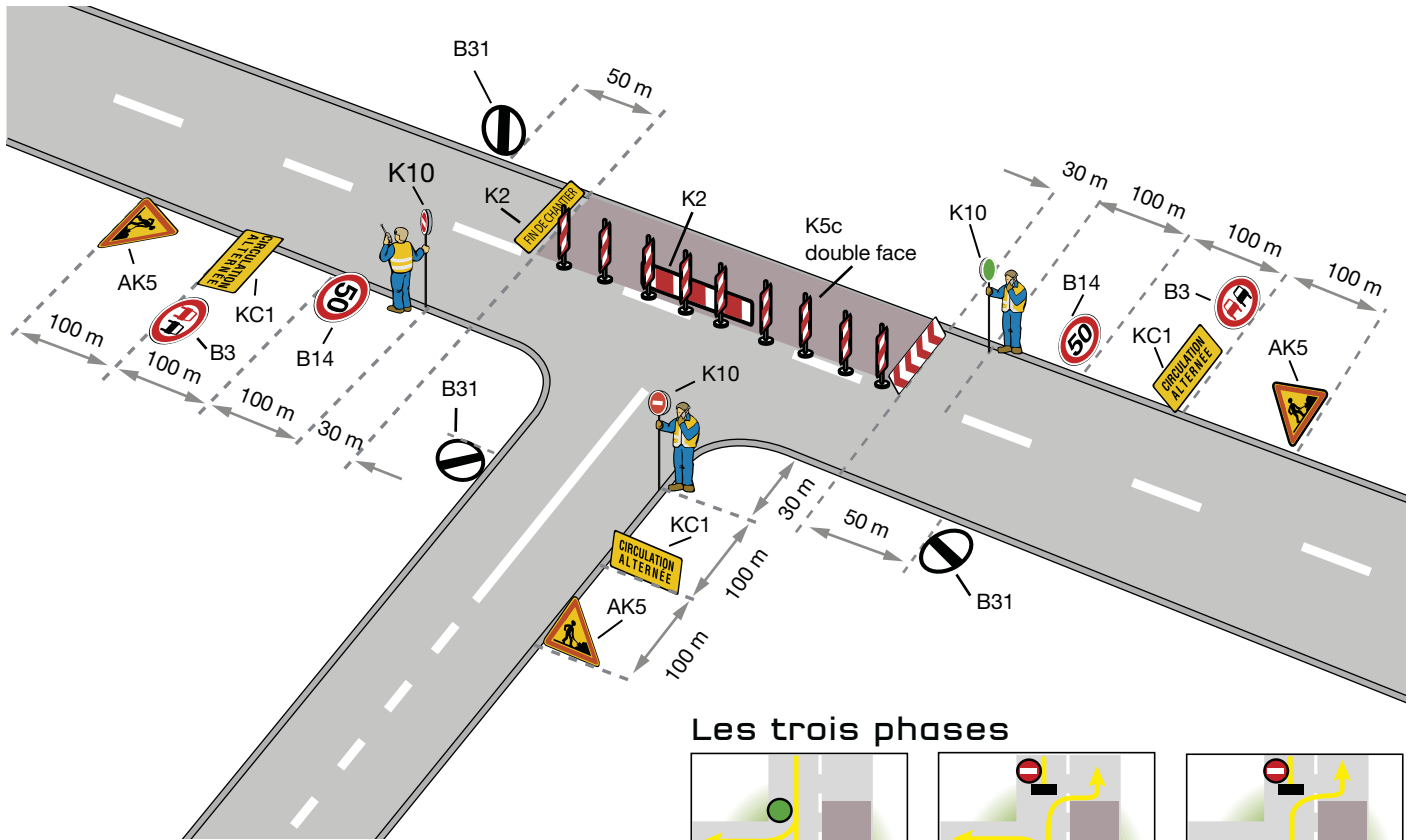 B31
50 m
K10
K2
FIN DE CHANTIER
K2
K5c
double face
K10
30 m
100 m
100 m
100 m
B14
50
B3
KC1
CIRCULATION
ALTERNÉE
AK5
AK5
CIRCULATION
ALTERNÉE
KC1
B3
50
B14
100 m
100 m
100 m
30 m
B31
K10
30 m
50 m
B31
KC1
CIRCULATION
ALTERNÉE
100 m
AK5
100 m
Les trois phases